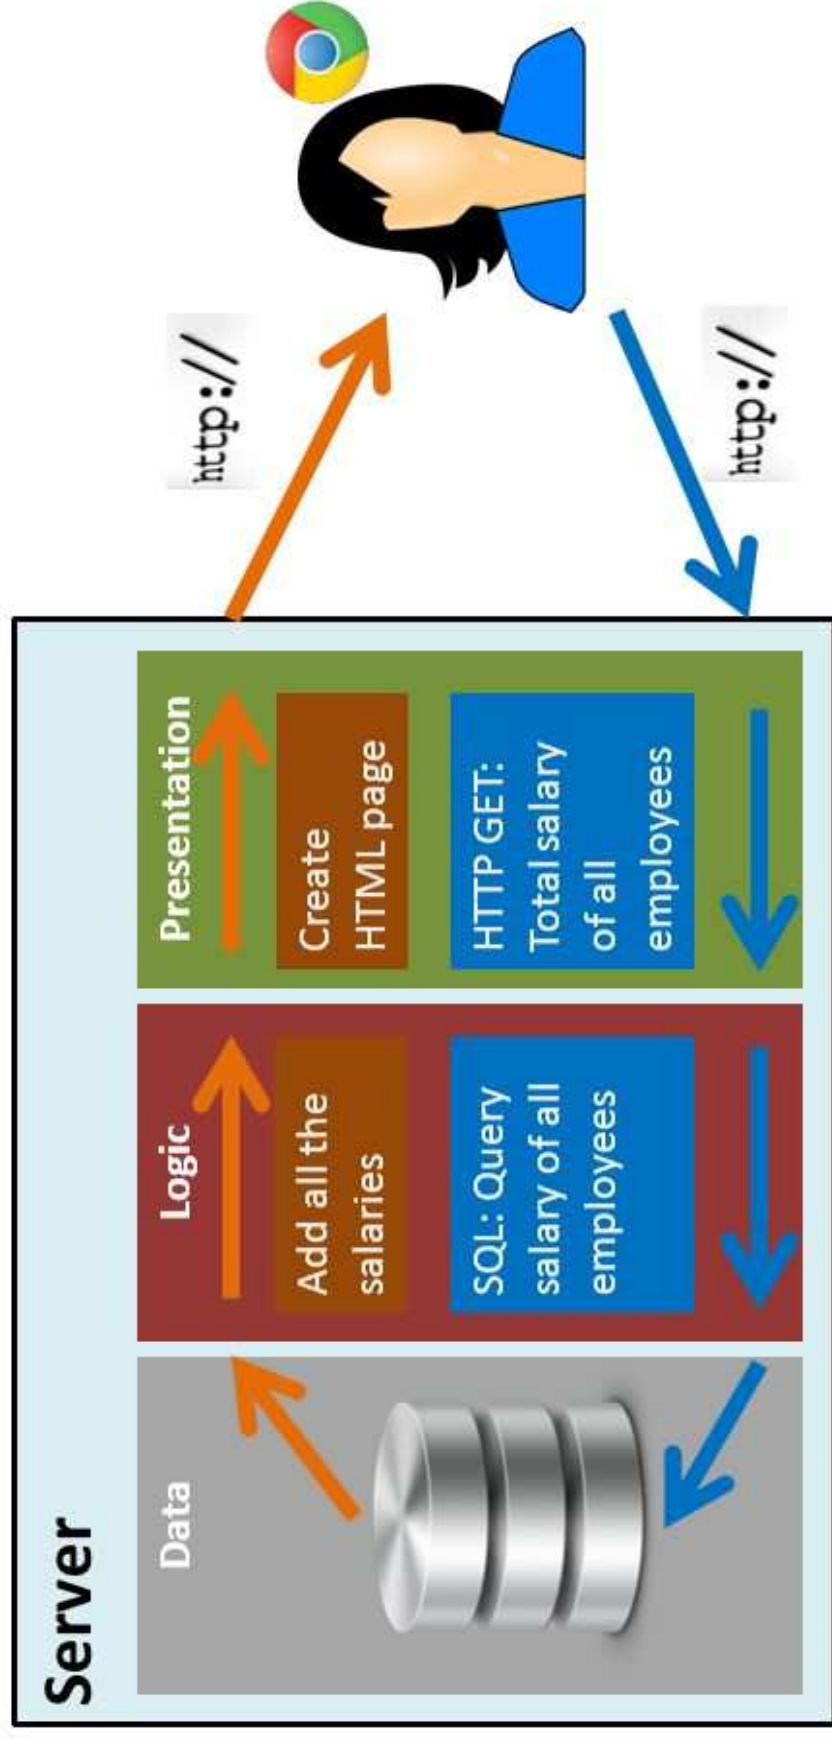 Server
Data
Logic
Add all the
salaries
SQL: Query
salary of all
employees
Presentation
Create
HTML page
HTTP GET:
Total salary
of all
employees
http://
http://